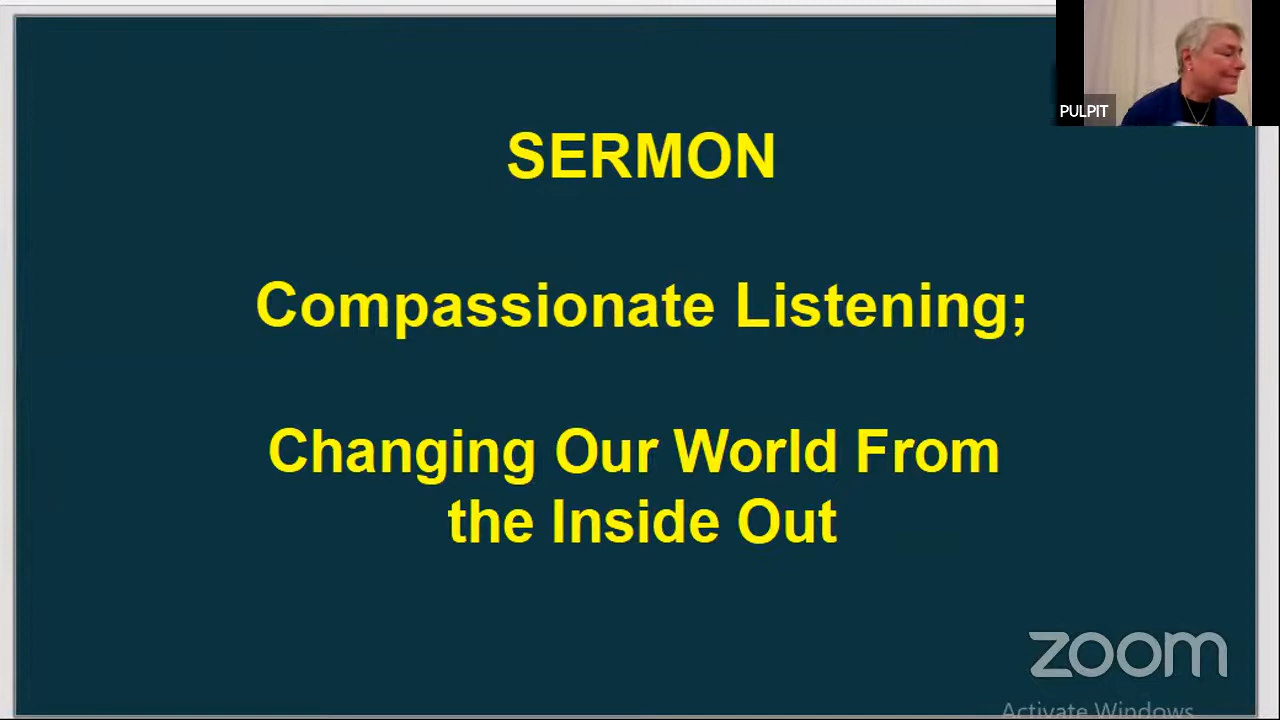 PULPIT
SERMON
Compassionate Listening;
Changing Our World From
the Inside Out
zoom
Activate Windows